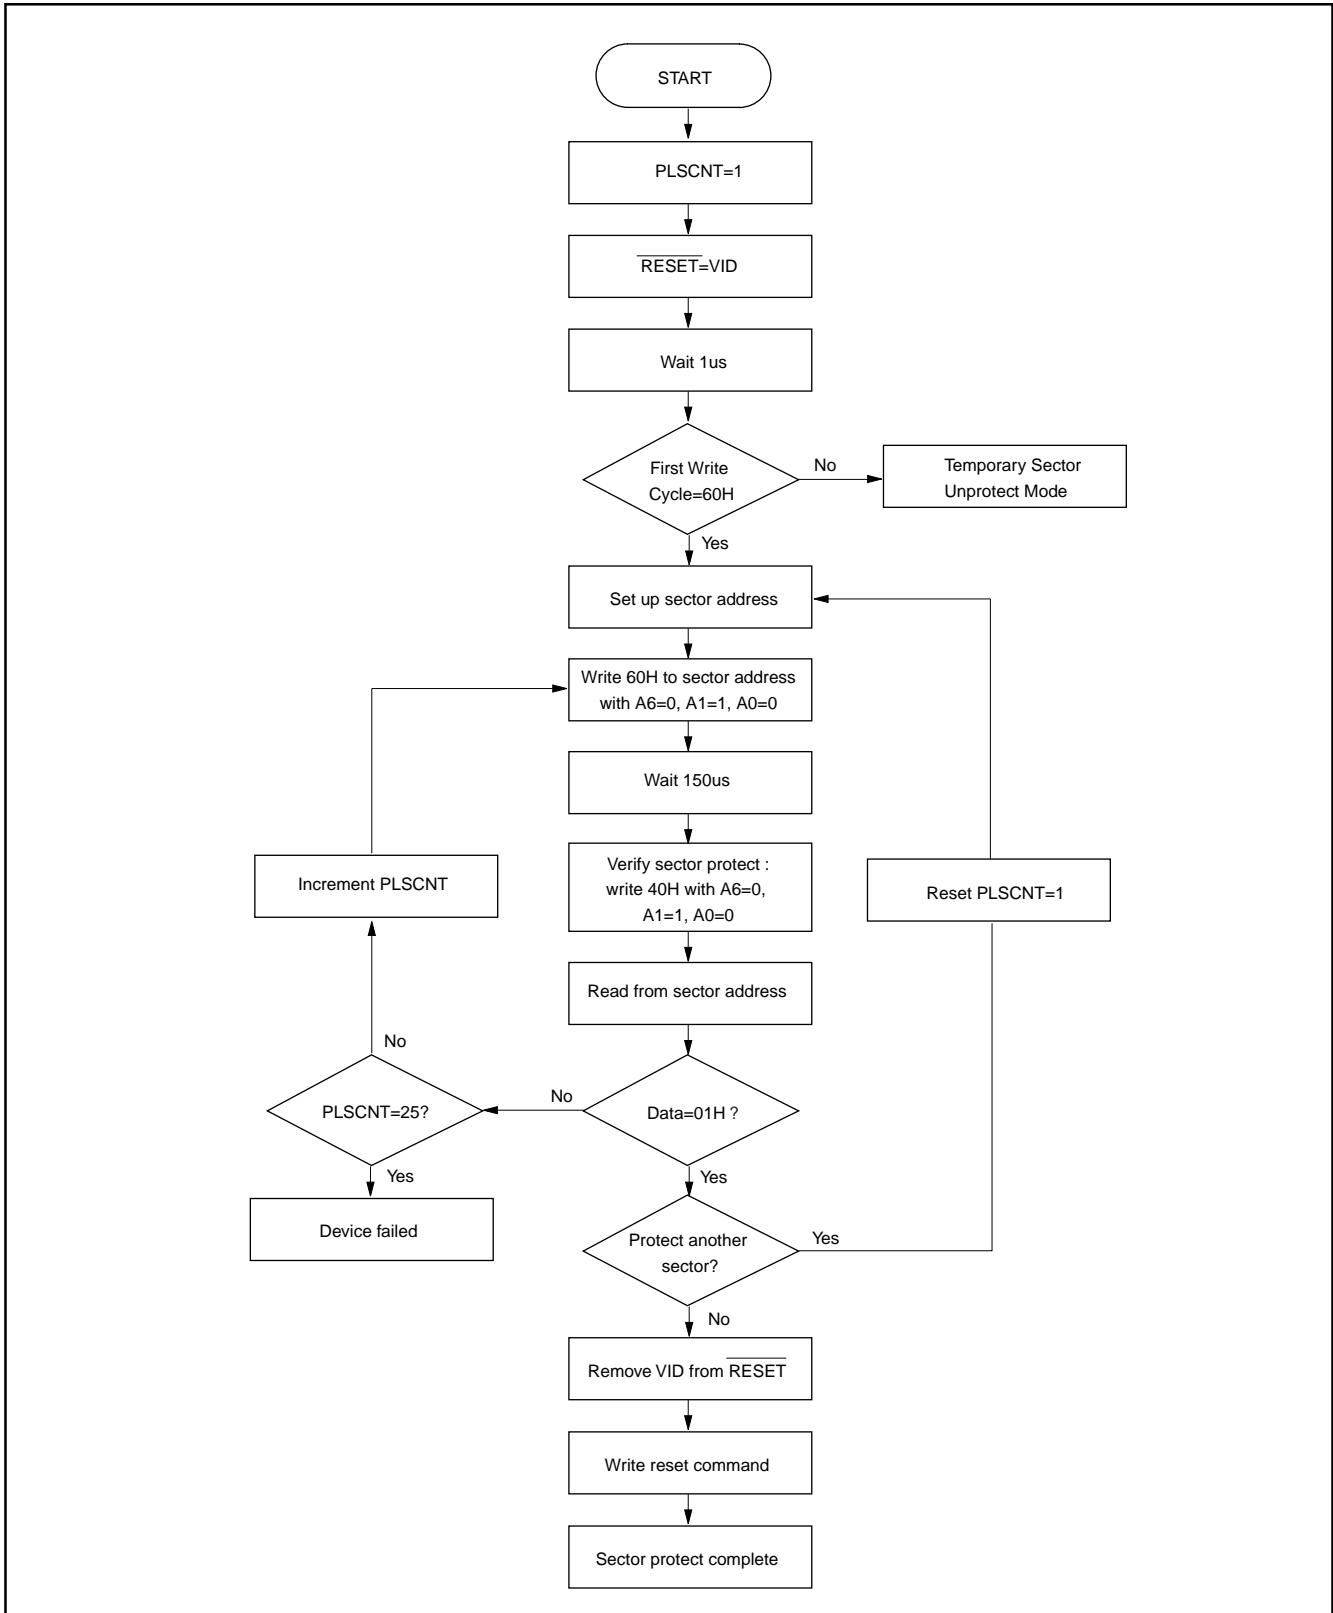 START
PLSCNT=1
RESET=VID
Wait 1us
First Write
Cycle=60H
No
Temporary Sector
Unprotect Mode
Yes
Set up sector address
Write 60H to sector address
with A6=0, A1=1, A0=0
Wait 150us
Increment PLSCNT
Verify sector protect :
write 40H with A6=0,
A1=1, A0=0
Reset PLSCNT=1
Read from sector address
No
PLSCNT=25?
No
Data=01H ?
Yes
Yes
Device failed
Protect another
sector?
Yes
No
Remove VID from RESET
Write reset command
Sector protect complete